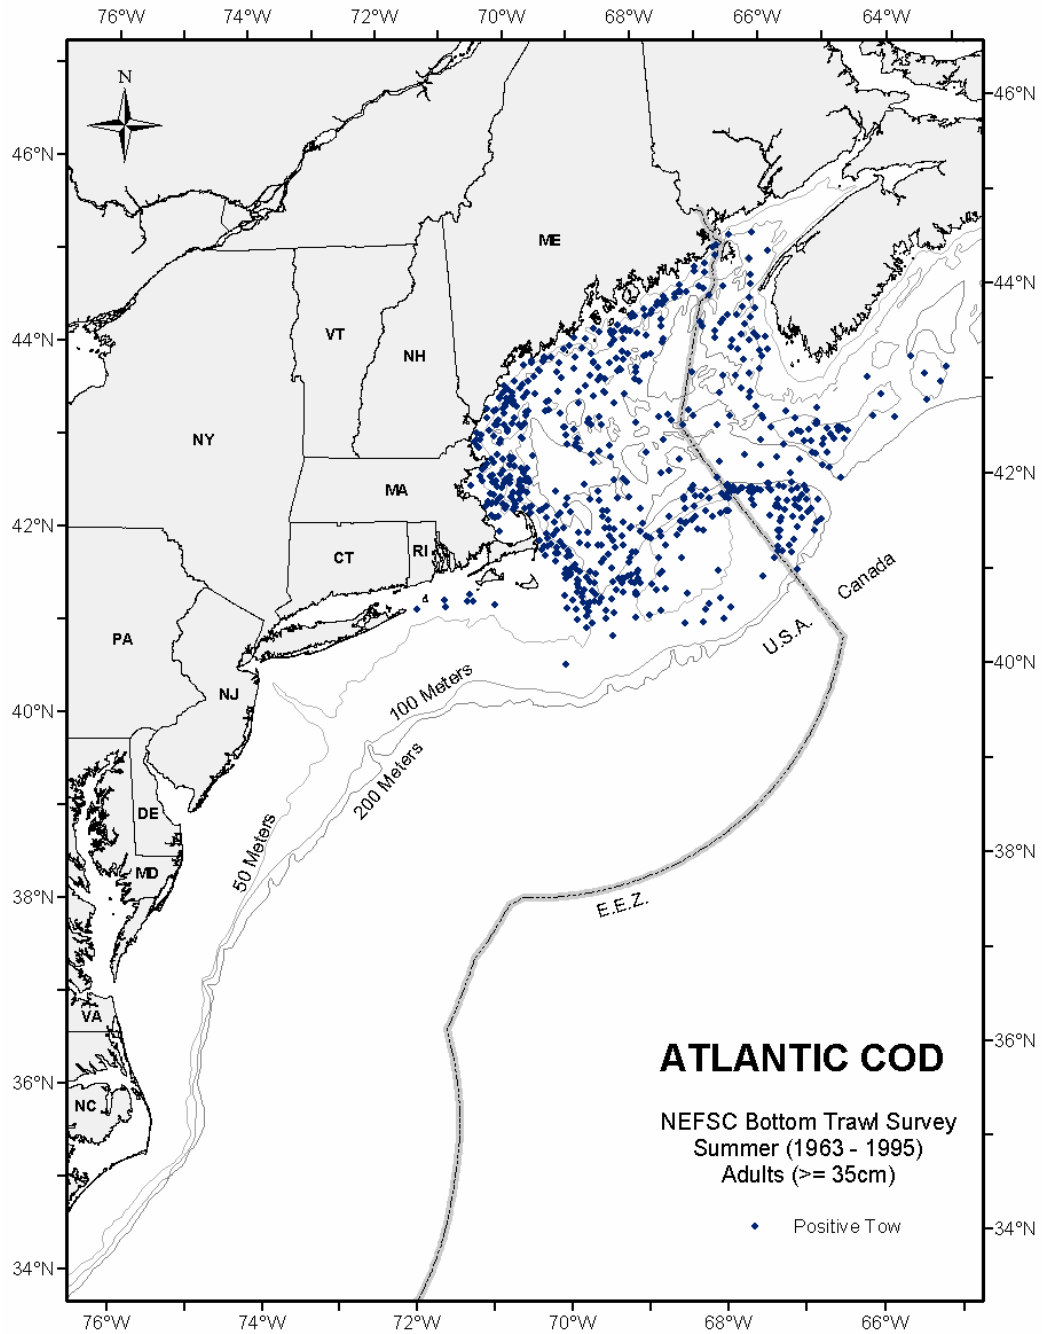 76°W 74°W 72°W 70°W 68°W 66°W 64°W
N
46°N
46°N
ME
44°N
44°N
VT
NH
NY
42°N
MA
42°N
CT
RI
Canada
PA
U.S.A.
40°N
NJ
100 Meters
40°N
200 Meters
DE
50 Meters
38°N
MD
38°N
E.E.Z.
VA
36°N
ATLANTIC COD
36°N
NC
NEFSC Bottom Trawl Survey
Summer (1963 - 1995)
Adults (>= 35cm)
Positive Tow
34°N
34°N
76°W 74°W 72°W 70°W 68°W 66°W